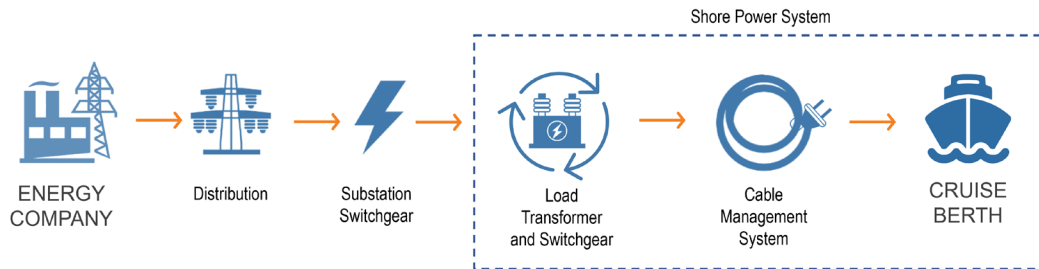 Shore Power System
ENERGY
COMPANY
Distribution
Substation
Switchgear
Load
Transformer
and Switchgear
Cable
Management
System
CRUISE
BERTH